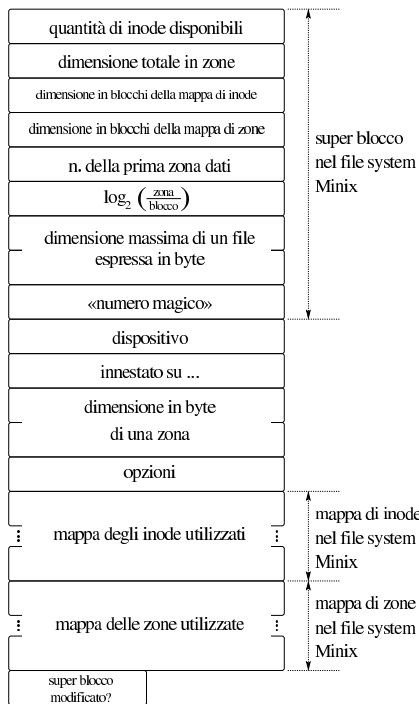 quantità di inode disponibili
dimensione totale in zone
dimensione in blocchi della mappa di inode
dimensione in blocchi della mappa di zone
n. della prima zona dati
log₂ (zona/blocco)
dimensione massima di un file
espressa in byte
«numero magico»
super blocco
nel file system
Minix
dispositivo
innestato su ...
dimensione in byte
di una zona
opzioni
mappa degli inode utilizzati
mappa di inode
nel file system
Minix
mappa delle zone utilizzate
mappa di zone
nel file system
Minix
super blocco
modificato?